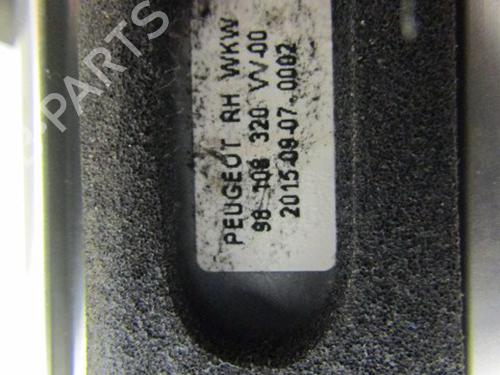 PEUGEOT RH WKW
98 108 320 VV-00
2015-09-07 0002
PARTS